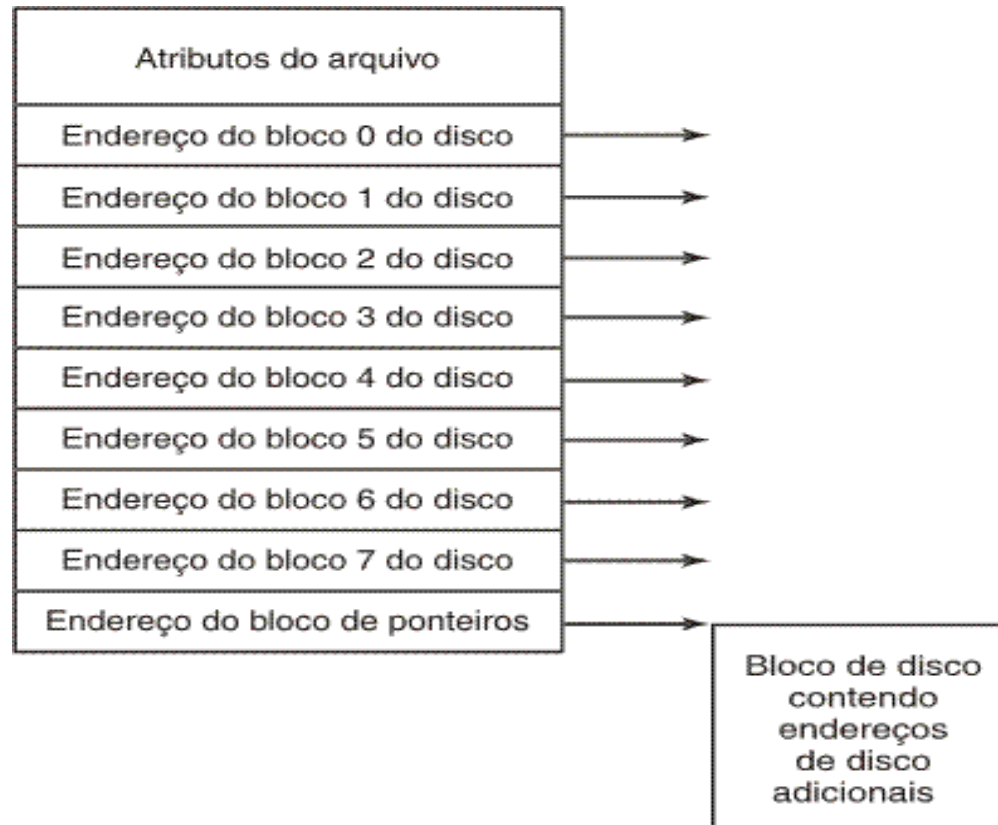 Atributos do arquivo
Endereço do bloco 0 do disco
Endereço do bloco 1 do disco
Endereço do bloco 2 do disco
Endereço do bloco 3 do disco
Endereço do bloco 4 do disco
Endereço do bloco 5 do disco
Endereço do bloco 6 do disco
Endereço do bloco 7 do disco
Endereço do bloco de ponteiros
Bloco de disco
contendo
endereços
de disco
adicionais